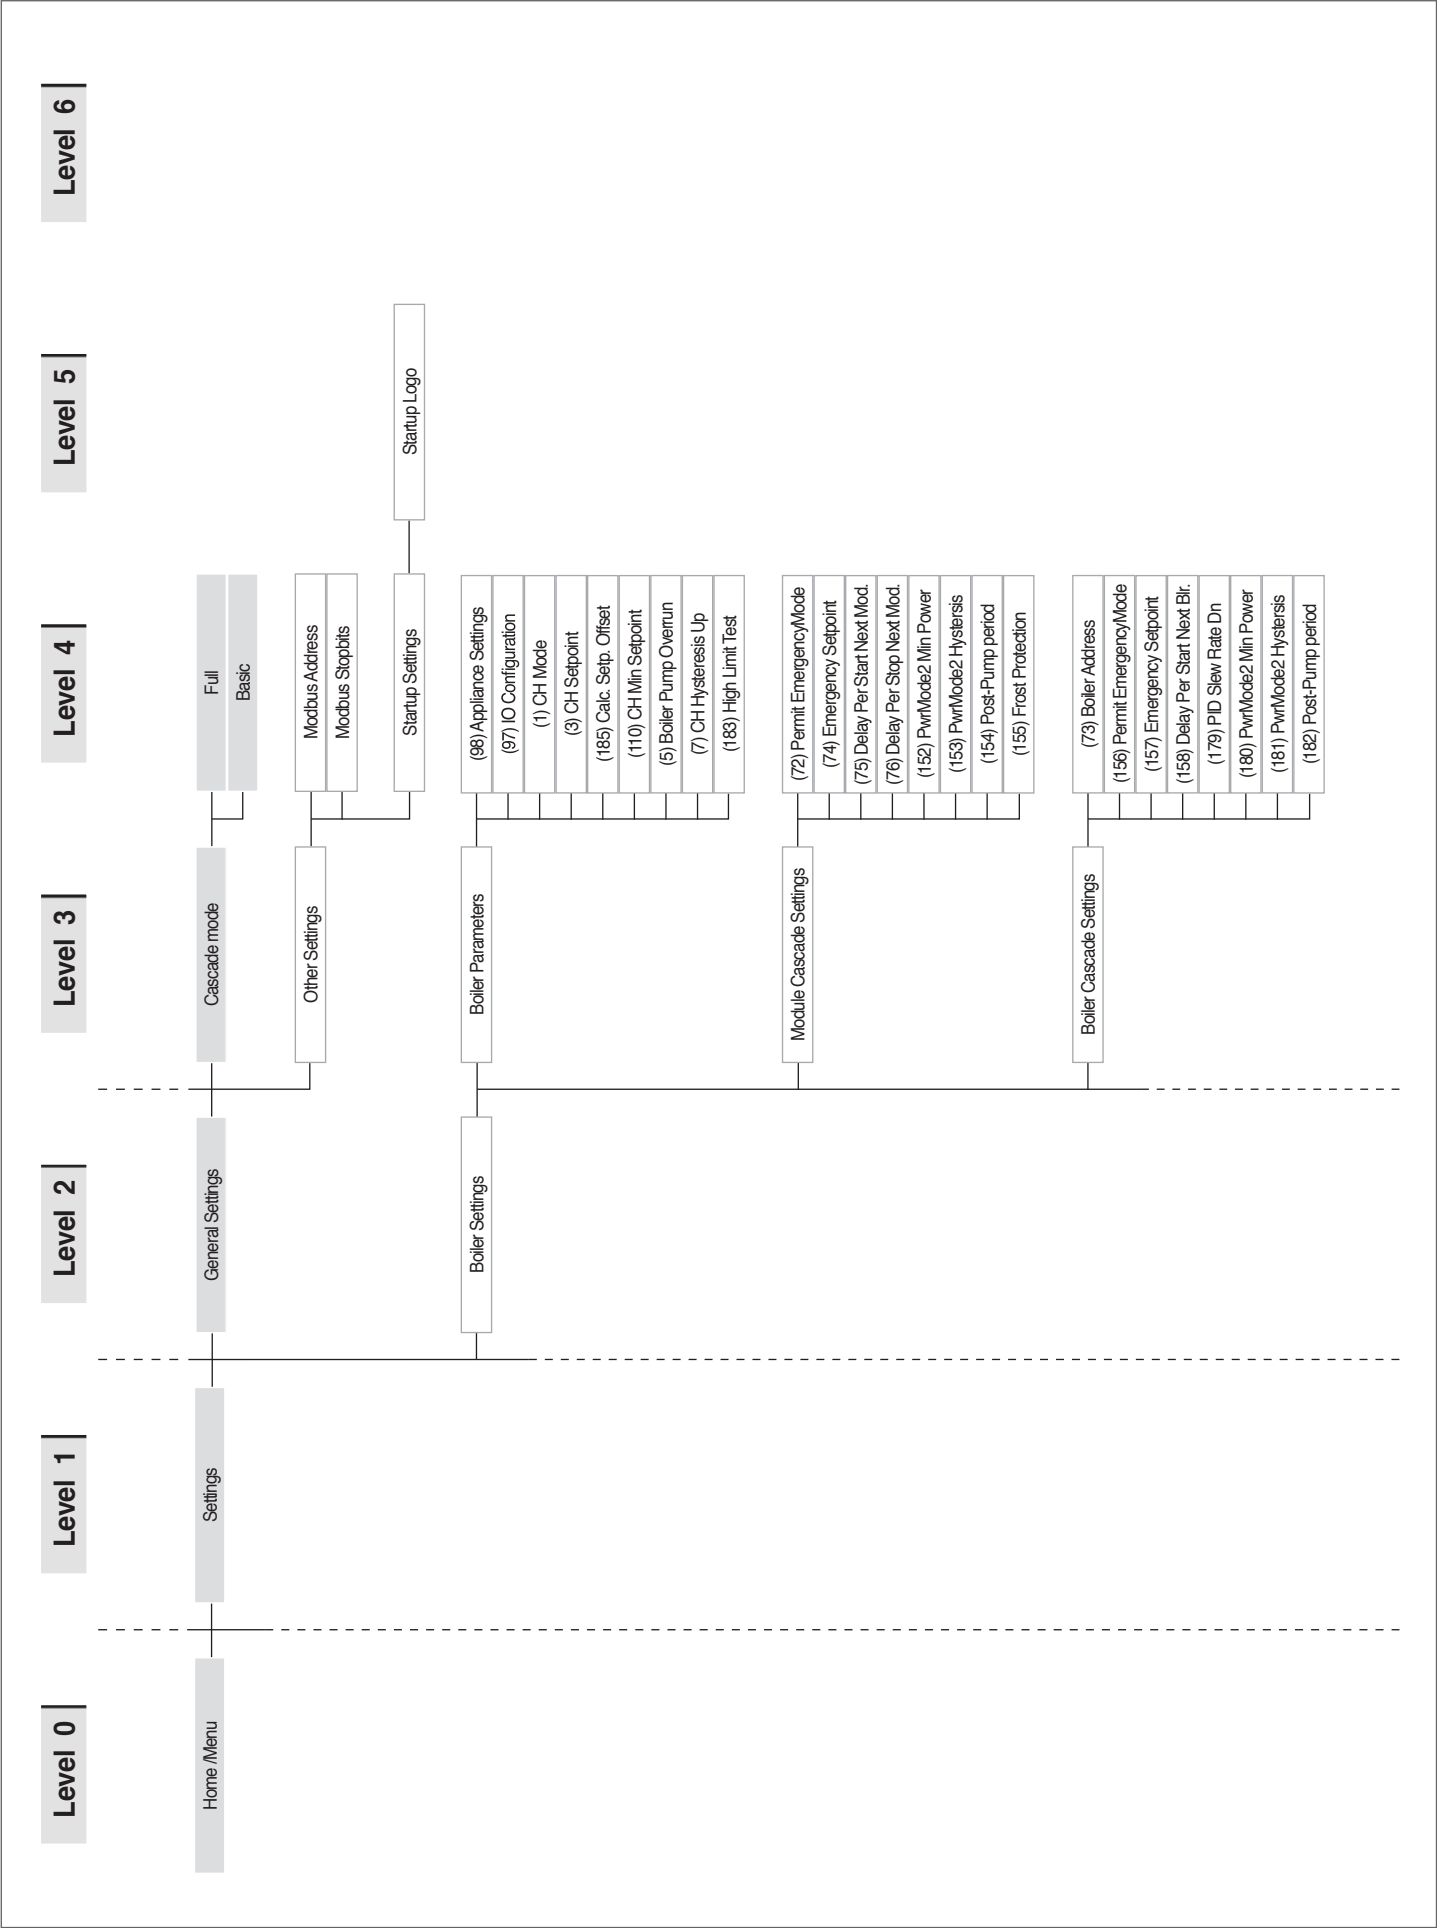 Level 0
Level 1
Level 2
Level 3
Level 4
Level 5
Level 6
Home /Menu
Settings
General Settings
Cascade mode
Full
Basic
Other Settings
Modbus Address
Modbus Stopbits
Startup Settings
Startup Logo
Boiler Settings
Boiler Parameters
(98) Appliance Settings
(97) IO Configuration
(1) CH Mode
(3) CH Setpoint
(185) Calc. Setp. Offset
(110) CH Min Setpoint
(5) Boiler Pump Overrun
(7) CH Hysteresis Up
(183) High Limit Test
Module Cascade Settings
(72) Permit EmergencyMode
(74) Emergency Setpoint
(75) Delay Per Start Next Mod.
(76) Delay Per Stop Next Mod.
(152) PwrMode2 Min Power
(153) PwrMode2 Hystersis
(154) Post-Pump period
(155) Frost Protection
Boiler Cascade Settings
(73) Boiler Address
(156) Permit EmergencyMode
(157) Emergency Setpoint
(158) Delay Per Start Next Blr.
(179) PID Slew Rate Dn
(180) PwrMode2 Min Power
(181) PwrMode2 Hystersis
(182) Post-Pump period